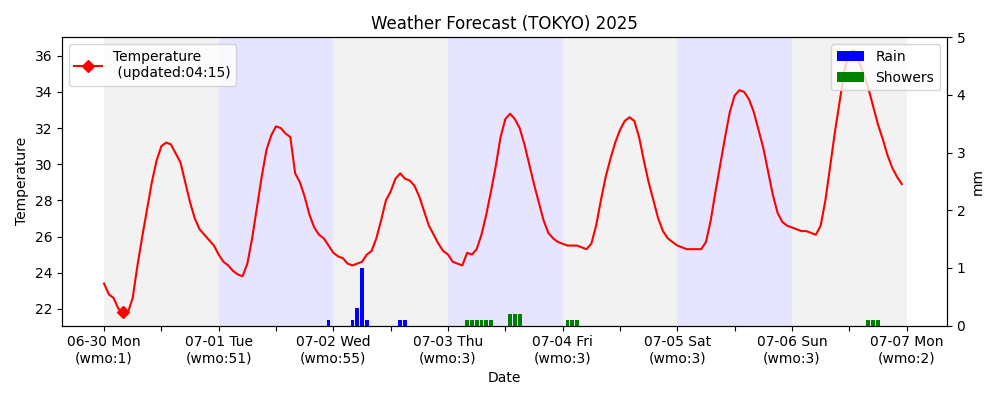 Weather Forecast (TOKYO) 2025
Temperature
(updated:04:15)
Rain
Showers
36
34
32
30
28
26
24
22
Temperature
5
4
3
2
1
0
mm
06-30 Mon 07-01 Tue 07-02 Wed 07-03 Thu 07-04 Fri 07-05 Sat 07-06 Sun 07-07 Mon
(wmo:1) (wmo:51) (wmo:55) (wmo:3) (wmo:3) (wmo:3) (wmo:3) (wmo:2)
Date